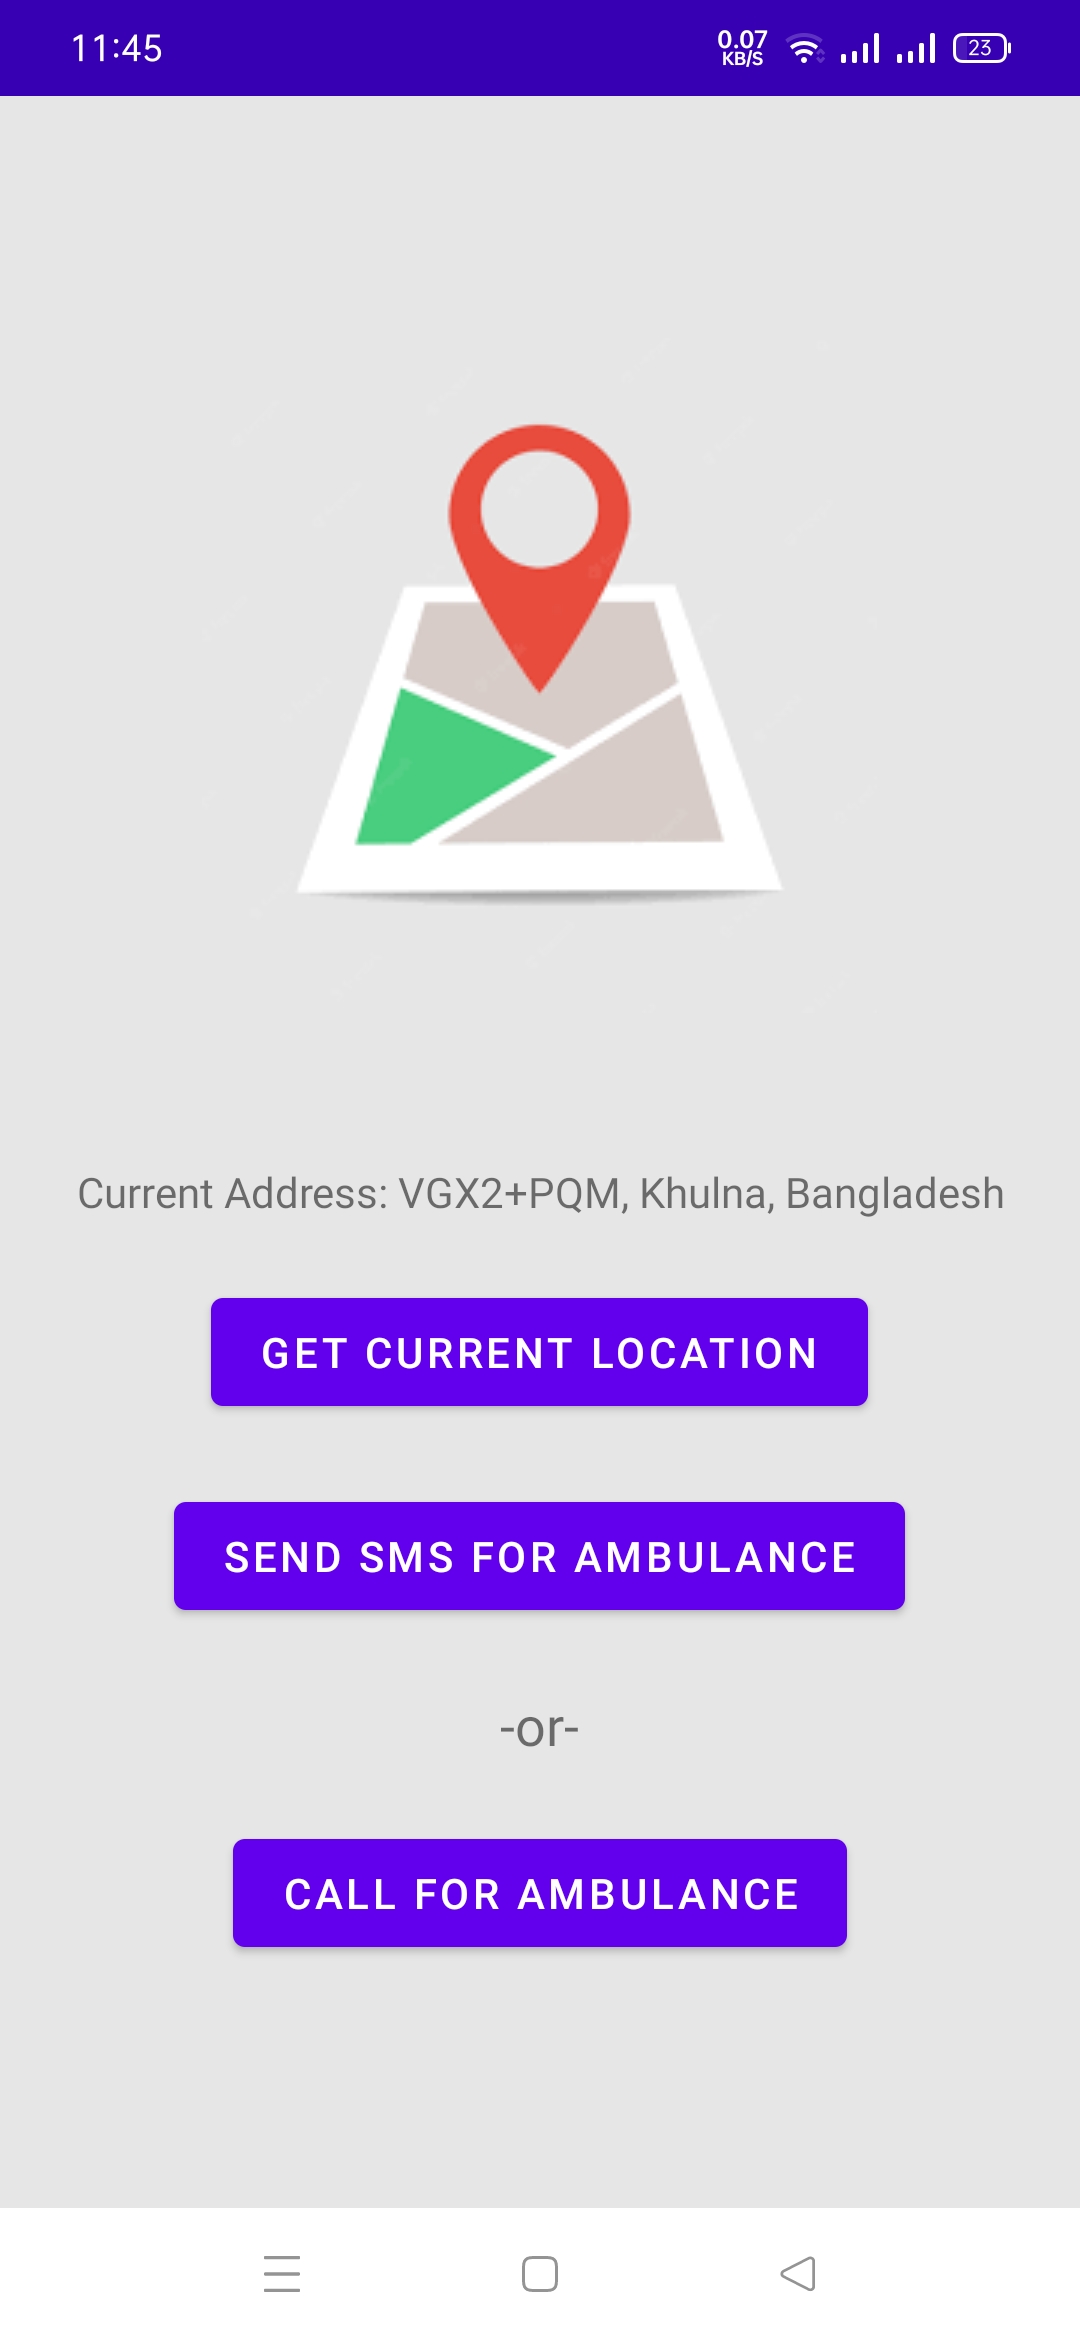 11:45
0.07
KB/S
23
Current Address: VGX2+PQM, Khulna, Bangladesh
GET CURRENT LOCATION
SEND SMS FOR AMBULANCE
-or-
CALL FOR AMBULANCE